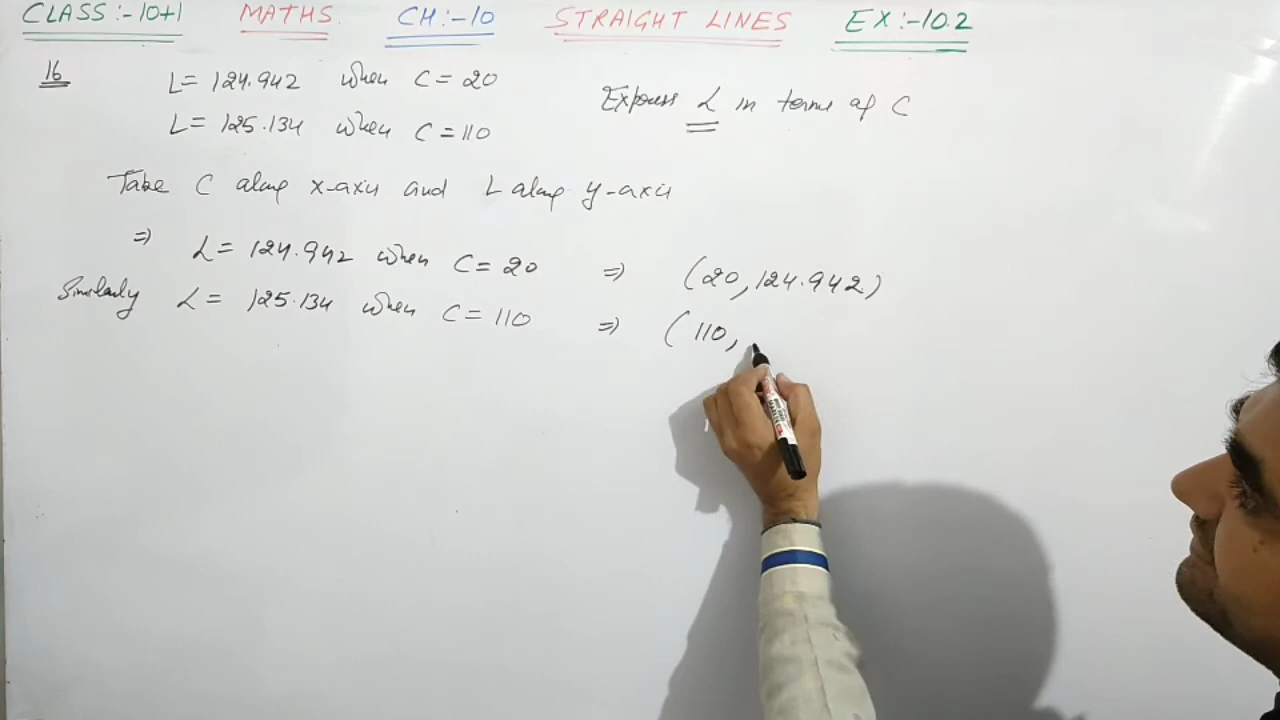 CLASS:-10+1 MATHS. CH:-10 STRAIGHT LINES EX:-10.2
16 L= 124.942 when C = 20
Express L in terms of C
L= 125.134 when C = 110
Take C along x-axis and L along y-axis
⇒ L= 124.942 when C= 20 ⇒ (20, 124.942)
Similarly L= 125.134 when C = 110 ⇒ (110,